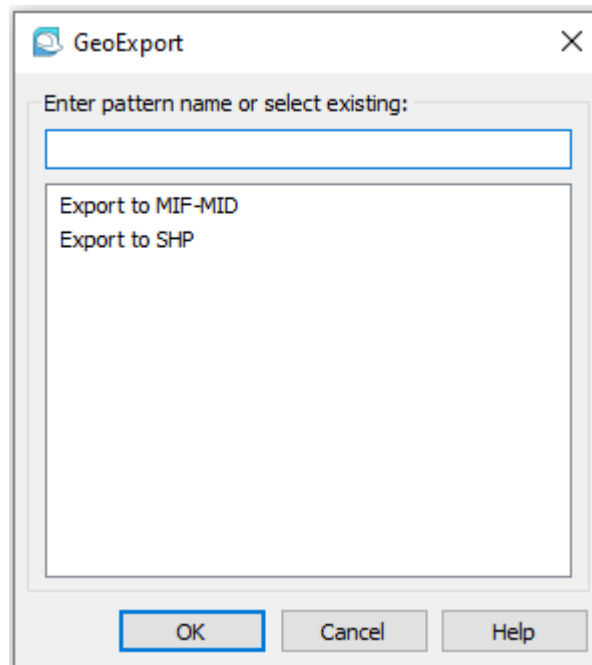 GeoExport
Enter pattern name or select existing:
Export to MIF-MID
Export to SHP
OK Cancel Help